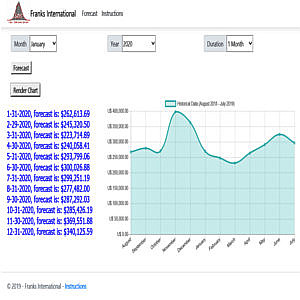 Franks International Forecast Instructions
Month January Year 2020 Duration 1 Month
Forecast
Render Chart
1-31-2020, forecast is: $262,613.69
2-29-2020, forecast is: $245,320.50
3-31-2020, forecast is: $223,714.89
4-30-2020, forecast is: $240,058.41
5-31-2020, forecast is: $293,799.06
6-30-2020, forecast is: $300,026.88
7-31-2020, forecast is: $299,251.19
8-31-2020, forecast is: $277,482.00
9-30-2020, forecast is: $287,292.03
10-31-2020, forecast is: $285,426.19
11-30-2020, forecast is: $369,551.88
12-31-2020, forecast is: $340,125.59
Historical Data (August 2018 - July 2019)
US $400,000.00
US $350,000.00
US $300,000.00
US $250,000.00
US $200,000.00
US $150,000.00
US $100,000.00
US $50,000.00
US $0.00
August
September
October
November
December
January
February
March
April
May
June
July
© 2019 - Franks International - Instructions